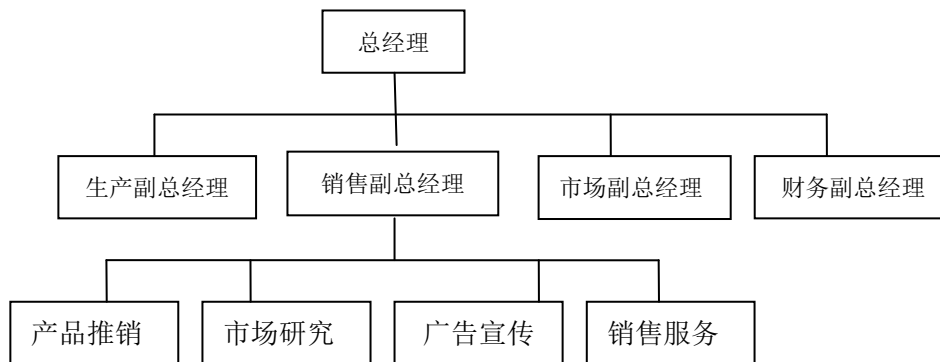 总经理
生产副总经理
销售副总经理
市场副总经理
财务副总经理
产品推销
市场研究
广告宣传
销售服务